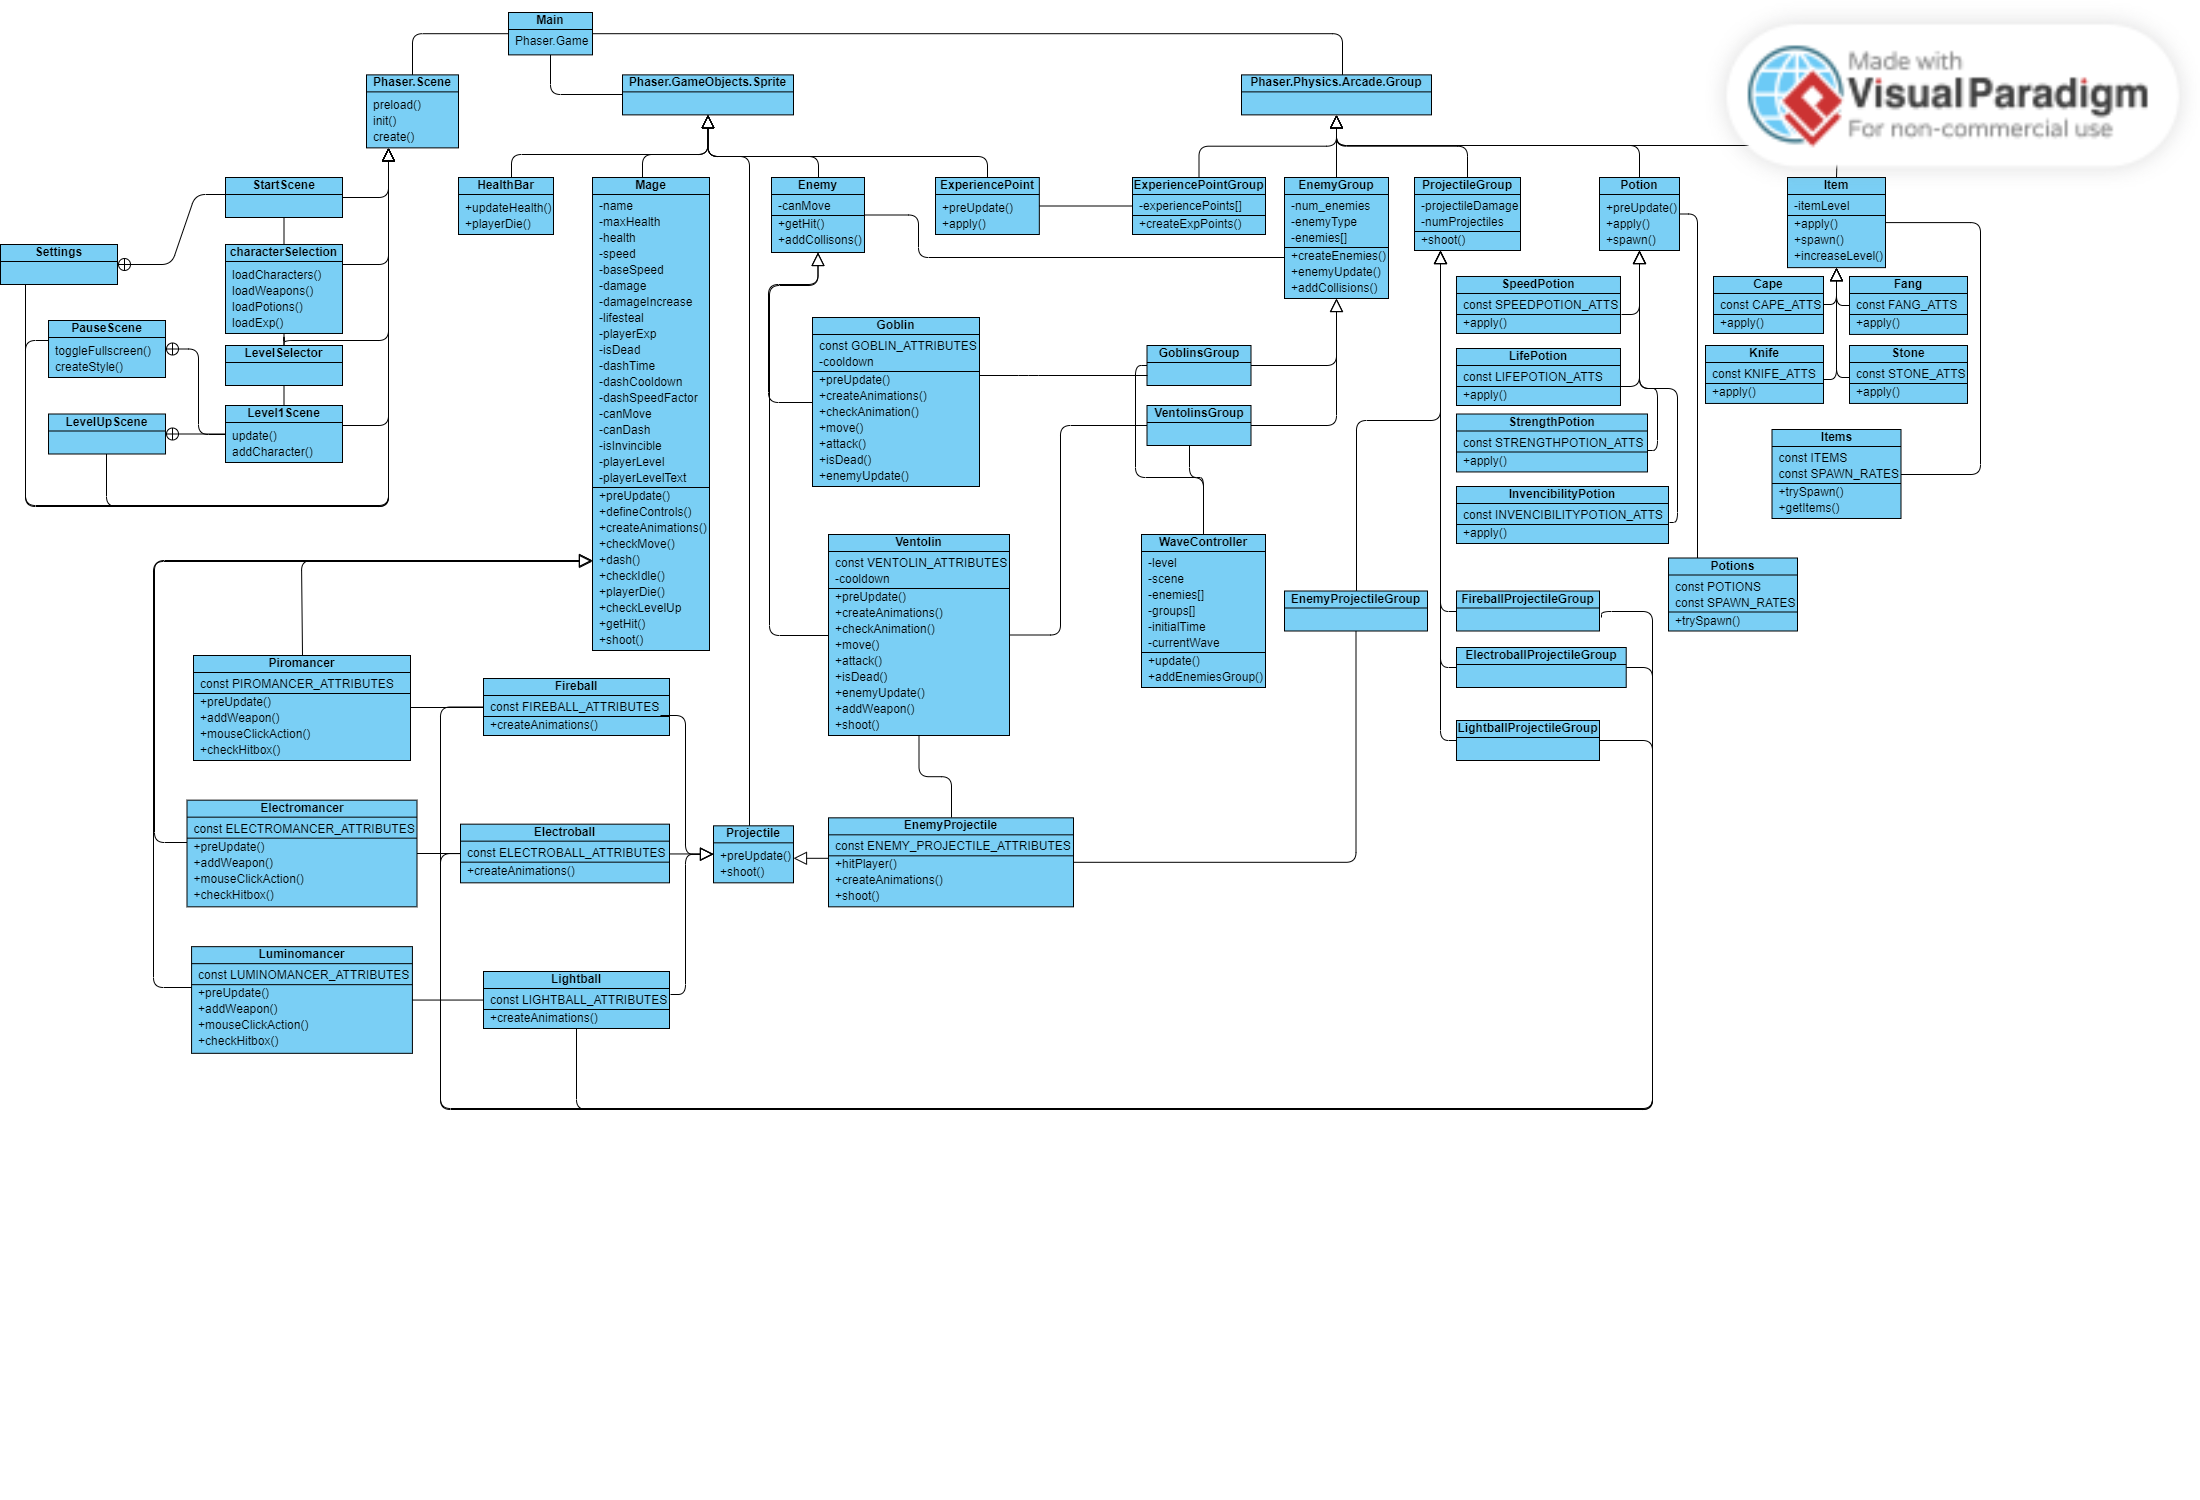 Main
Phaser.Game
Made with
Visual Paradigm
For non-commercial use
Phaser.Scene
preload()
init()
create()
Phaser.GameObjects.Sprite
Phaser.Physics.Arcade.Group
StartScene
Settings
characterSelection
loadCharacters()
loadWeapons()
loadPotions()
loadExp()
PauseScene
toggleFullscreen()
createStyle()
LevelSelector
LevelUpScene
Level1Scene
update()
addCharacter()
HealthBar
+updateHealth()
+playerDie()
Mage
-name
-maxHealth
-health
-speed
-baseSpeed
-damage
-damageIncrease
-lifesteal
-playerExp
-isDead
-dashTime
-dashCooldown
-dashSpeedFactor
-canMove
-canDash
-isInvincible
-playerLevel
-playerLevelText
+preUpdate()
+defineControls()
+createAnimations()
+checkMove()
+dash()
+checkIdle()
+playerDie()
+checkLevelUp
+getHit()
+shoot()
Enemy
-canMove
+getHit()
+addCollisons()
ExperiencePoint
+preUpdate()
+apply()
ExperiencePointGroup
-experiencePoints[]
+createExpPoints()
EnemyGroup
-num_enemies
-enemyType
-enemies[]
+createEnemies()
+enemyUpdate()
+addCollisions()
ProjectileGroup
-projectileDamage
-numProjectiles
+shoot()
Potion
+preUpdate()
+apply()
+spawn()
Item
-itemLevel
+apply()
+spawn()
+increaseLevel()
SpeedPotion
const SPEEDPOTION_ATTS
+apply()
Cape
const CAPE_ATTS
+apply()
Fang
const FANG_ATTS
+apply()
Goblin
const GOBLIN_ATTRIBUTES
-cooldown
+preUpdate()
+createAnimations()
+checkAnimation()
+move()
+attack()
+isDead()
+enemyUpdate()
GoblinsGroup
VentolinsGroup
LifePotion
const LIFEPOTION_ATTS
+apply()
Knife
const KNIFE_ATTS
+apply()
Stone
const STONE_ATTS
+apply()
StrengthPotion
const STRENGTHPOTION_ATTS
+apply()
Items
const ITEMS
const SPAWN_RATES
+trySpawn()
+getItems()
InvencibilityPotion
const INVENCIBILITYPOTION_ATTS
+apply()
Ventolin
const VENTOLIN_ATTRIBUTES
-cooldown
+preUpdate()
+createAnimations()
+checkAnimation()
+move()
+attack()
+isDead()
+enemyUpdate()
+addWeapon()
+shoot()
WaveController
-level
-scene
-enemies[]
-groups[]
-initialTime
-currentWave
+update()
+addEnemiesGroup()
EnemyProjectileGroup
FireballProjectileGroup
ElectroballProjectileGroup
LightballProjectileGroup
Potions
const POTIONS
const SPAWN_RATES
+trySpawn()
Piromancer
const PIROMANCER_ATTRIBUTES
+preUpdate()
+addWeapon()
+mouseClickAction()
+checkHitbox()
Fireball
const FIREBALL_ATTRIBUTES
+createAnimations()
Electromancer
const ELECTROMANCER_ATTRIBUTES
+preUpdate()
+addWeapon()
+mouseClickAction()
+checkHitbox()
Electroball
const ELECTROBALL_ATTRIBUTES
+createAnimations()
Projectile
+preUpdate()
+shoot()
EnemyProjectile
const ENEMY_PROJECTILE_ATTRIBUTES
+hitPlayer()
+createAnimations()
+shoot()
Luminomancer
const LUMINOMANCER_ATTRIBUTES
+preUpdate()
+addWeapon()
+mouseClickAction()
+checkHitbox()
Lightball
const LIGHTBALL_ATTRIBUTES
+createAnimations()